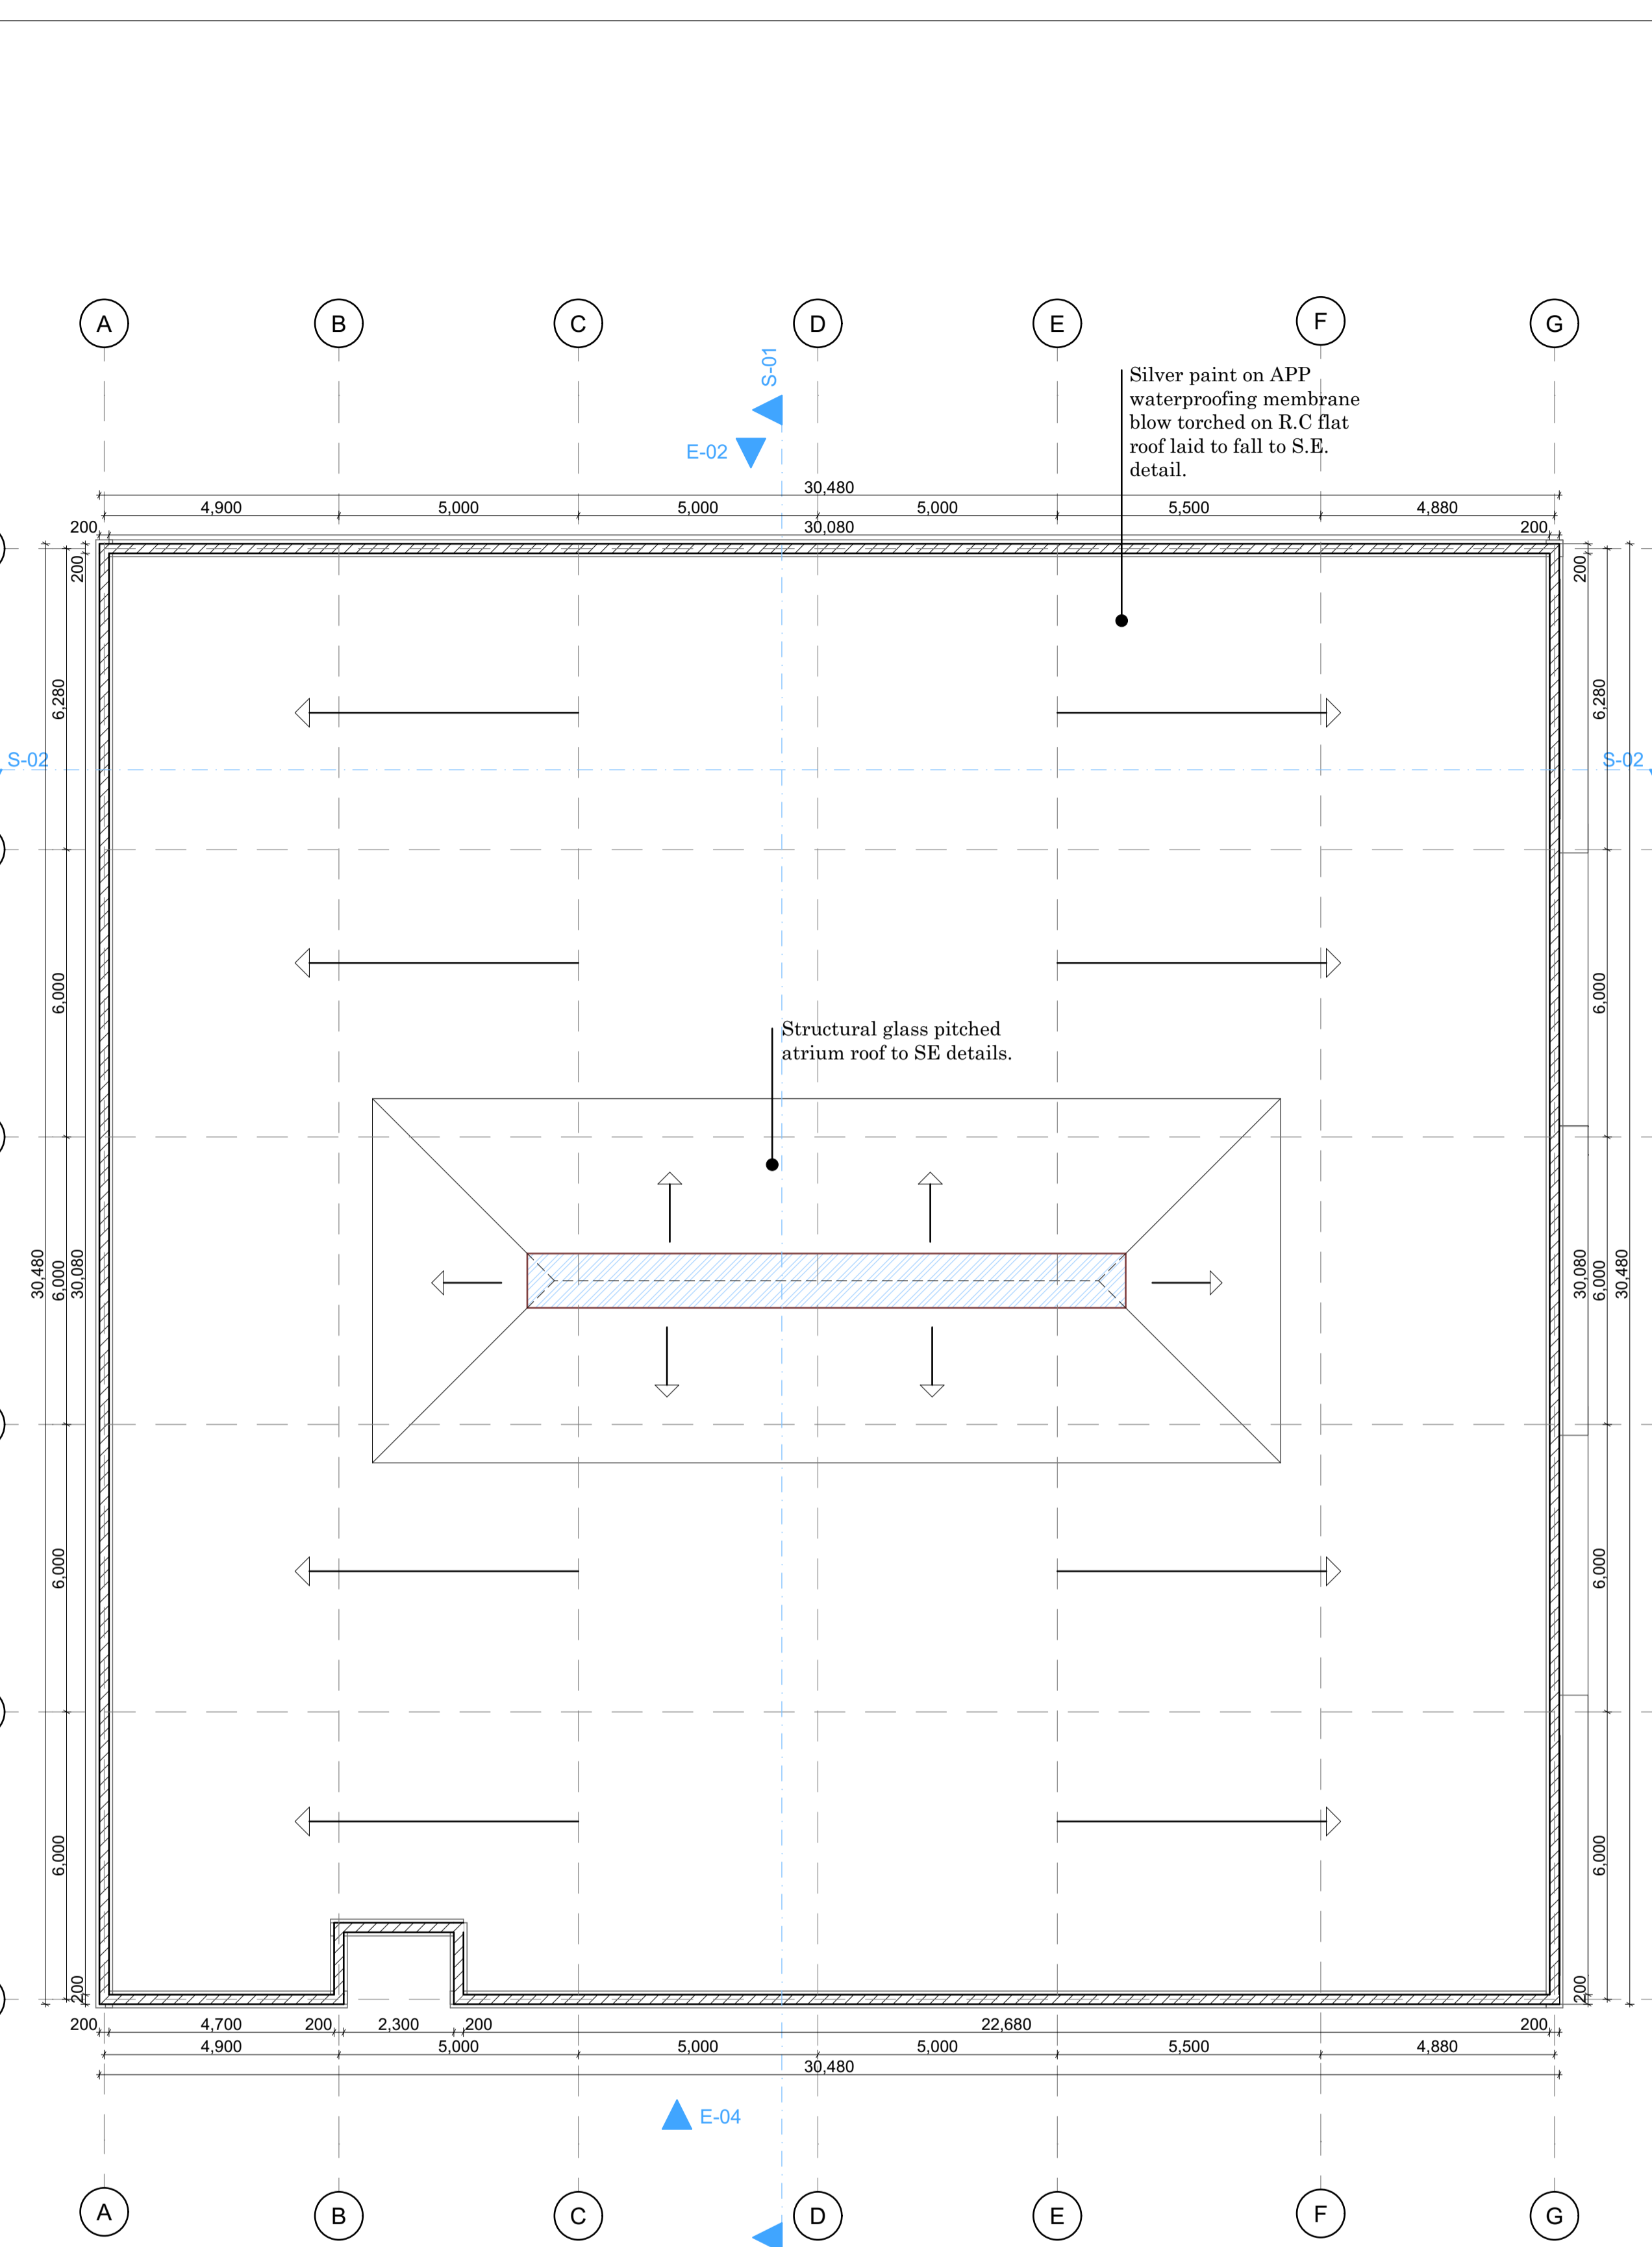 A B C D E F G
S-01
E-02
Silver paint on APP
waterproofing membrane
blow torched on R.C flat
roof laid to fall to S.E.
detail.
30,480
4,900 5,000 5,000 5,000 5,500 4,880
200 30,080 200
200 200
6,280 6,280
S-02 S-02
6,000 6,000
Structural glass pitched
atrium roof to SE details.
30,480 6,000 30,080 30,080 6,000 30,480
6,000 6,000
6,000 6,000
200 200
200 4,700 200 2,300 200 22,680 200
4,900 5,000 5,000 5,000 5,500 4,880
30,480
E-04
A B C D E F G